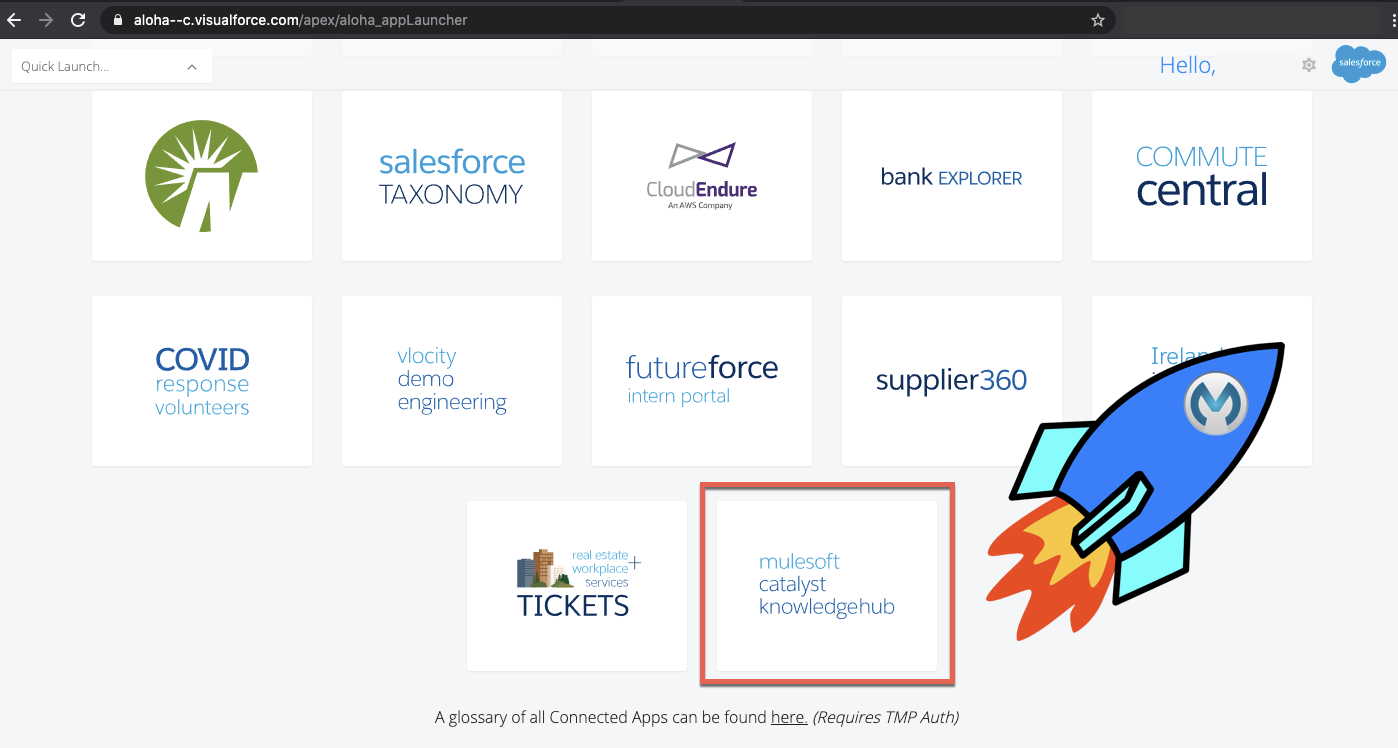 aloha--c.visualforce.com/apex/aloha_appLauncher
Quick Launch...
Hello,
salesforce
salesforce
TAXONOMY
CloudEndure
An AWS Company
bank EXPLORER
COMMUTE
central
COVID
response
volunteers
vlocity
demo
engineering
futureforce
intern portal
supplier360
real estate
workplace
services
TICKETS
mulesoft
catalyst
knowledgehub
A glossary of all Connected Apps can be found here. (Requires TMP Auth)